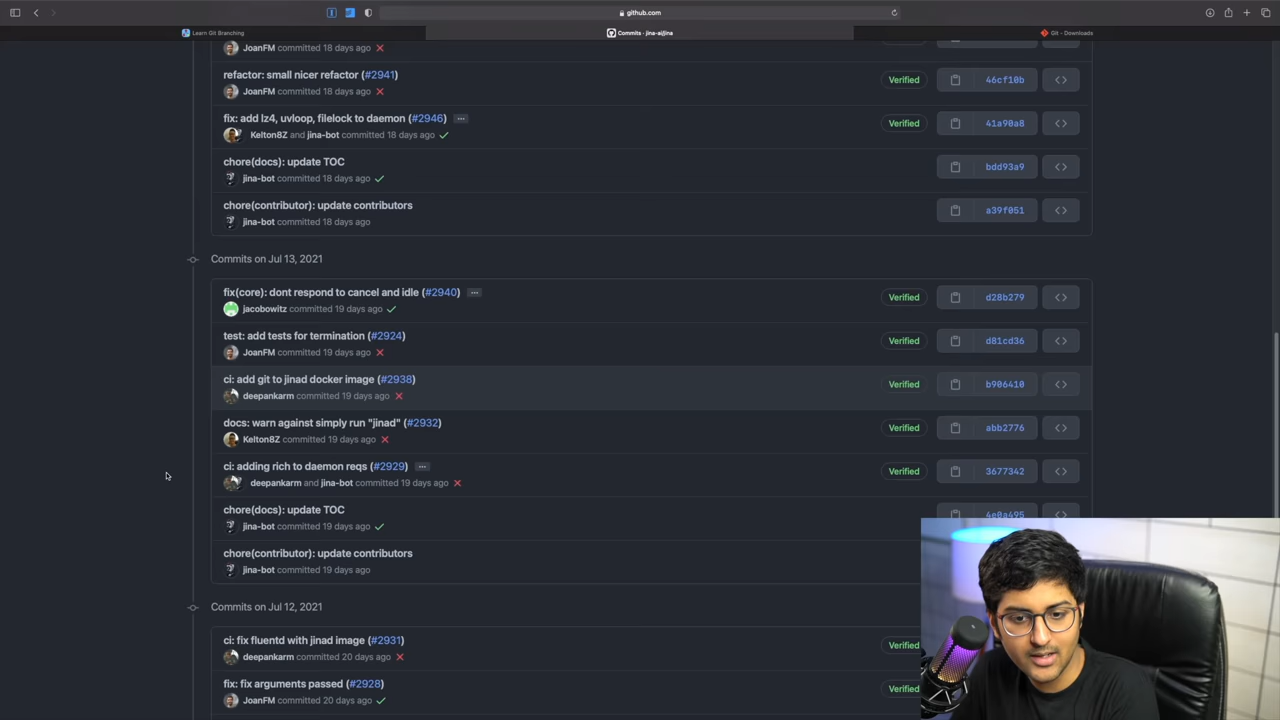 github.com
Learn Git Branching
Commits · jina-ai/jina
Git - Downloads
JoanFM committed 18 days ago
refactor: small nicer refactor (#2941)
JoanFM committed 18 days ago
Verified
46cf10b
fix: add lz4, uvloop, filelock to daemon (#2946)
Kelton8Z and jina-bot committed 18 days ago
Verified
41a90a8
chore(docs): update TOC
jina-bot committed 18 days ago
bdd93a9
chore(contributor): update contributors
jina-bot committed 18 days ago
a39f051
Commits on Jul 13, 2021
fix(core): dont respond to cancel and idle (#2940)
jacobowitz committed 19 days ago
Verified
d28b279
test: add tests for termination (#2924)
JoanFM committed 19 days ago
Verified
d81cd36
ci: add git to jinad docker image (#2938)
deepankarm committed 19 days ago
Verified
b906410
docs: warn against simply run "jinad" (#2932)
Kelton8Z committed 19 days ago
Verified
abb2776
ci: adding rich to daemon reqs (#2929)
deepankarm and jina-bot committed 19 days ago
Verified
3677342
chore(docs): update TOC
jina-bot committed 19 days ago
4e0a495
chore(contributor): update contributors
jina-bot committed 19 days ago
Commits on Jul 12, 2021
ci: fix fluentd with jinad image (#2931)
deepankarm committed 20 days ago
Verified
fix: fix arguments passed (#2928)
JoanFM committed 20 days ago
Verified